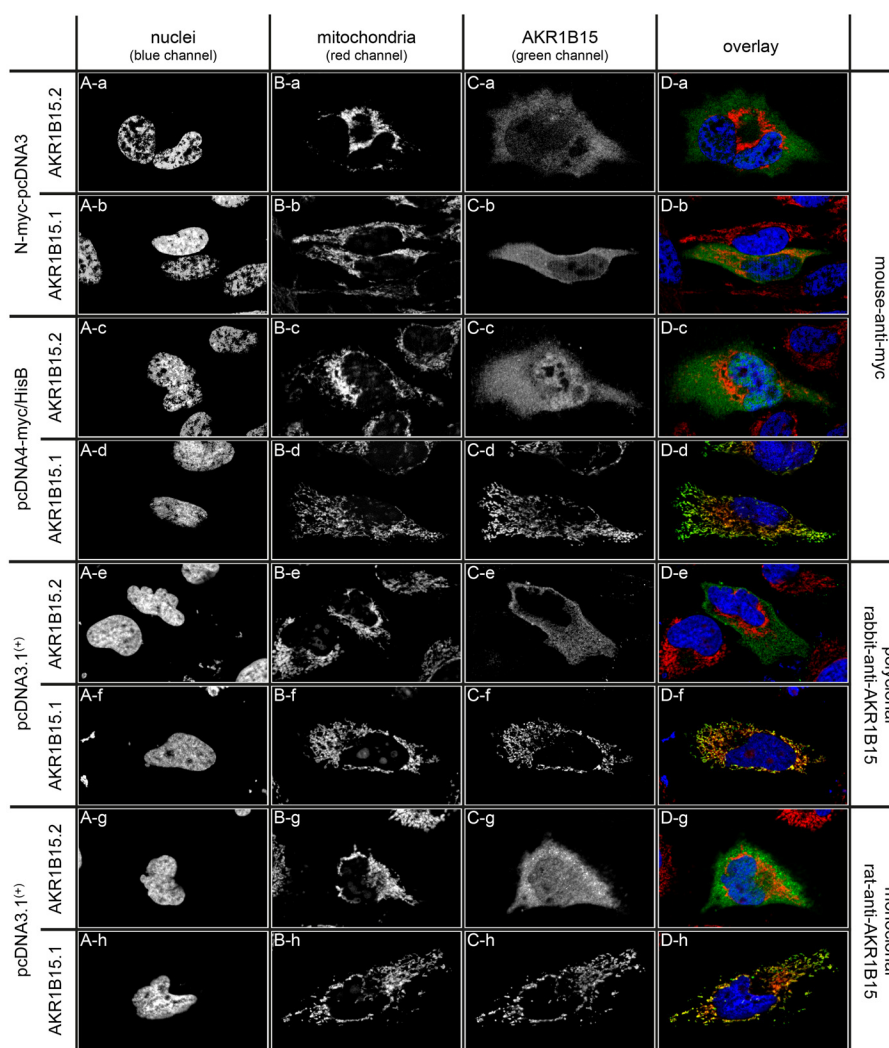 nuclei
(blue channel)
mitochondria
(red channel)
AKR1B15
(green channel)
overlay
N-myc-pcDNA3
AKR1B15.2
A-a
B-a
C-a
D-a
AKR1B15.1
A-b
B-b
C-b
D-b
mouse-anti-myc
pcDNA4-myc/HisB
AKR1B15.2
A-c
B-c
C-c
D-c
AKR1B15.1
A-d
B-d
C-d
D-d
pcDNA3.1(+)
AKR1B15.2
A-e
B-e
C-e
D-e
AKR1B15.1
A-f
B-f
C-f
D-f
rabbit-anti-AKR1B15
pcDNA3.1(+)
AKR1B15.2
A-g
B-g
C-g
D-g
AKR1B15.1
A-h
B-h
C-h
D-h
rat-anti-AKR1B15